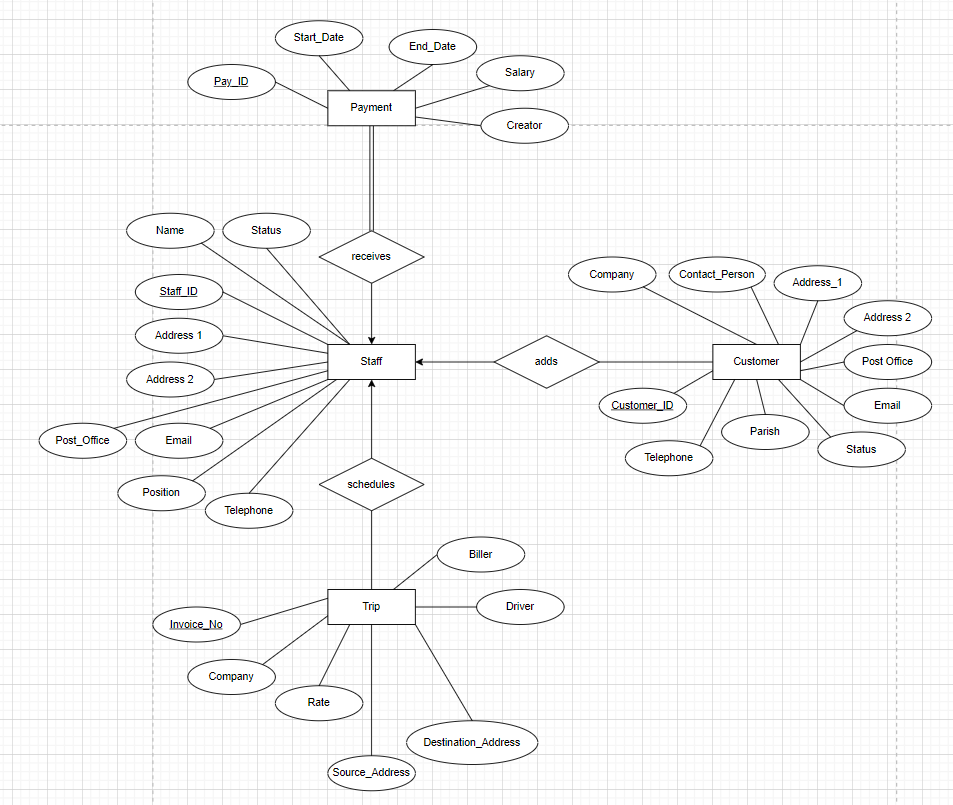 Start_Date
End_Date
Salary
Pay_ID
Payment
Creator
Name
Status
receives
Staff_ID
Address 1
Address 2
Staff
Post_Office
Email
Position
Telephone
adds
Company
Contact_Person
Address_1
Address 2
Customer
Post Office
Customer_ID
Email
Parish
Status
Telephone
schedules
Biller
Trip
Driver
Invoice_No
Company
Rate
Destination_Address
Source_Address